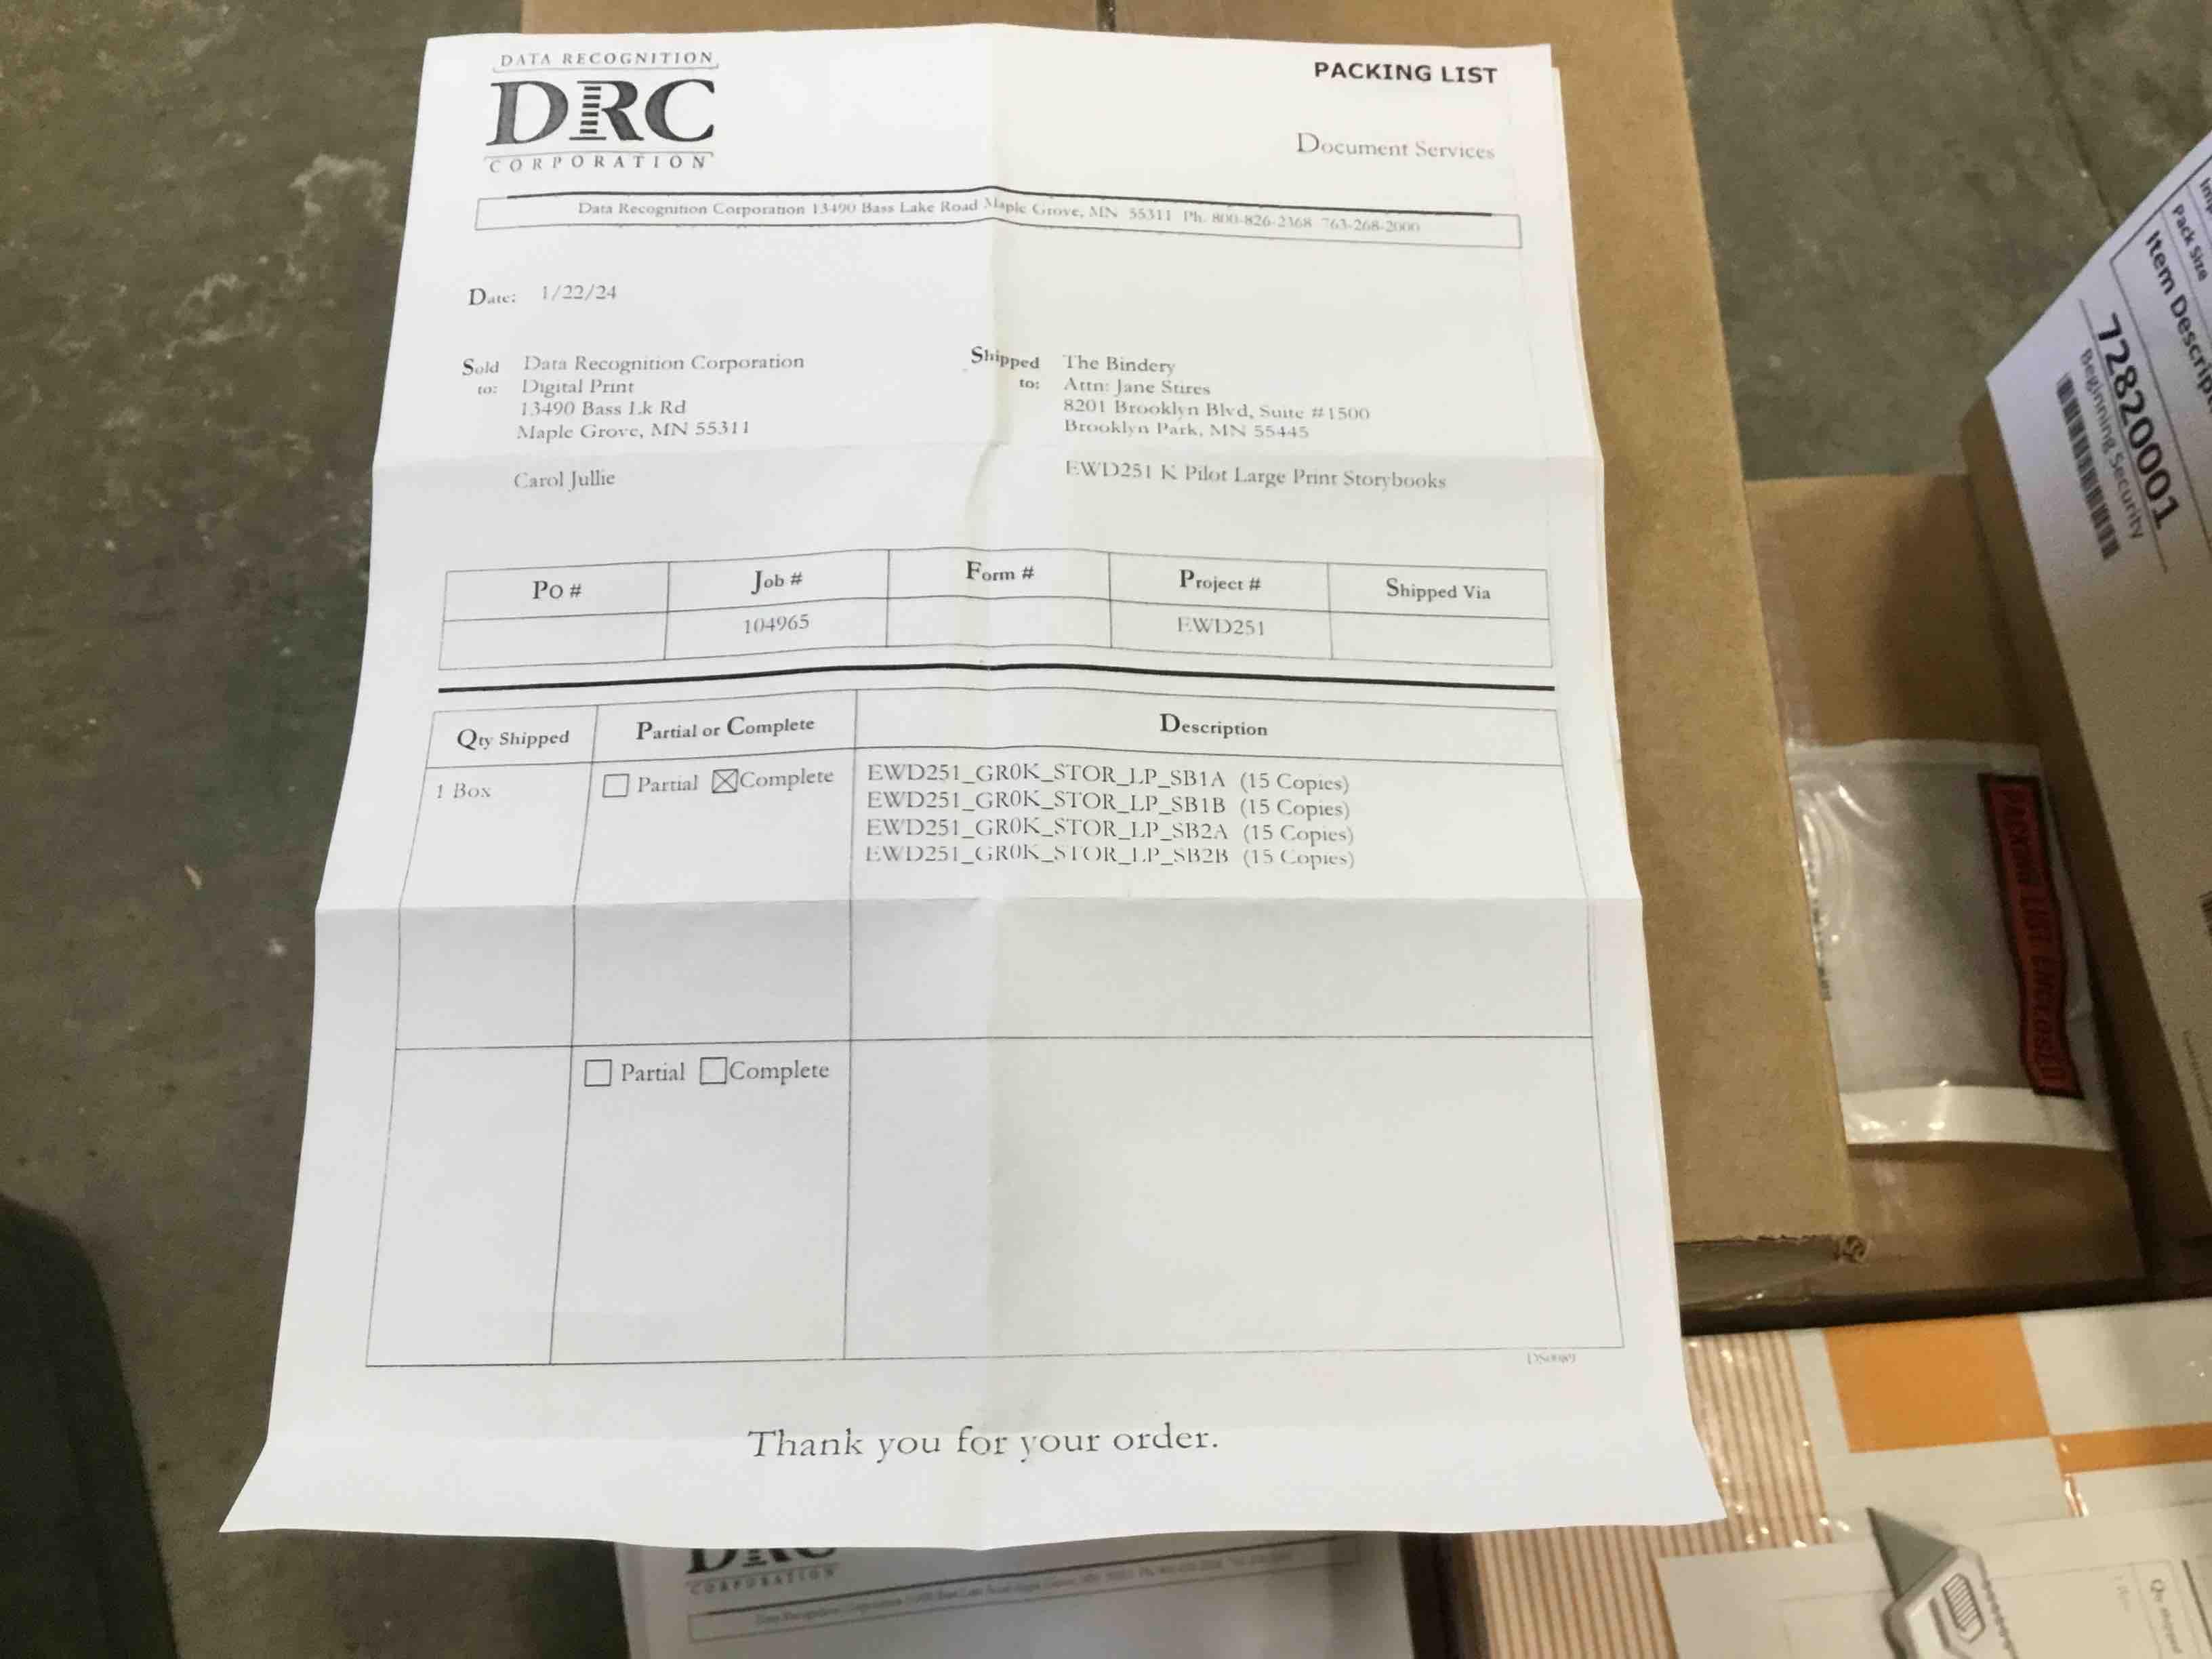 DATA RECOGNITION
DRC
CORPORATION
PACKING LIST
Document Services
Data Recognition Corporation 13490 Bass Lake Road Maple Grove, MN 55311 Ph. 800-826-2368 763-268-2000
Date: 1/22/24
Sold to:
Data Recognition Corporation
Digital Print
13490 Bass Lk Rd
Maple Grove, MN 55311
Carol Jullie
Shipped to:
The Bindery
Attn: Jane Stires
8201 Brooklyn Blvd, Suite #1500
Brooklyn Park, MN 55445
EWD251 K Pilot Large Print Storybooks
PO # Job # Form # Project # Shipped Via
104965 EWD251
Qty Shipped Partial or Complete Description
1 Box Partial Complete
EWD251_GR0K_STOR_LP_SB1A (15 Copies)
EWD251_GR0K_STOR_LP_SB1B (15 Copies)
EWD251_GR0K_STOR_LP_SB2A (15 Copies)
EWD251_GR0K_STOR_LP_SB2B (15 Copies)
Partial Complete
Thank you for your order.
Pack Size
Item
72820001
Beginning Security
PACKING LIST ENCLOSED
DRC
CORPORATION
Qty Shipped